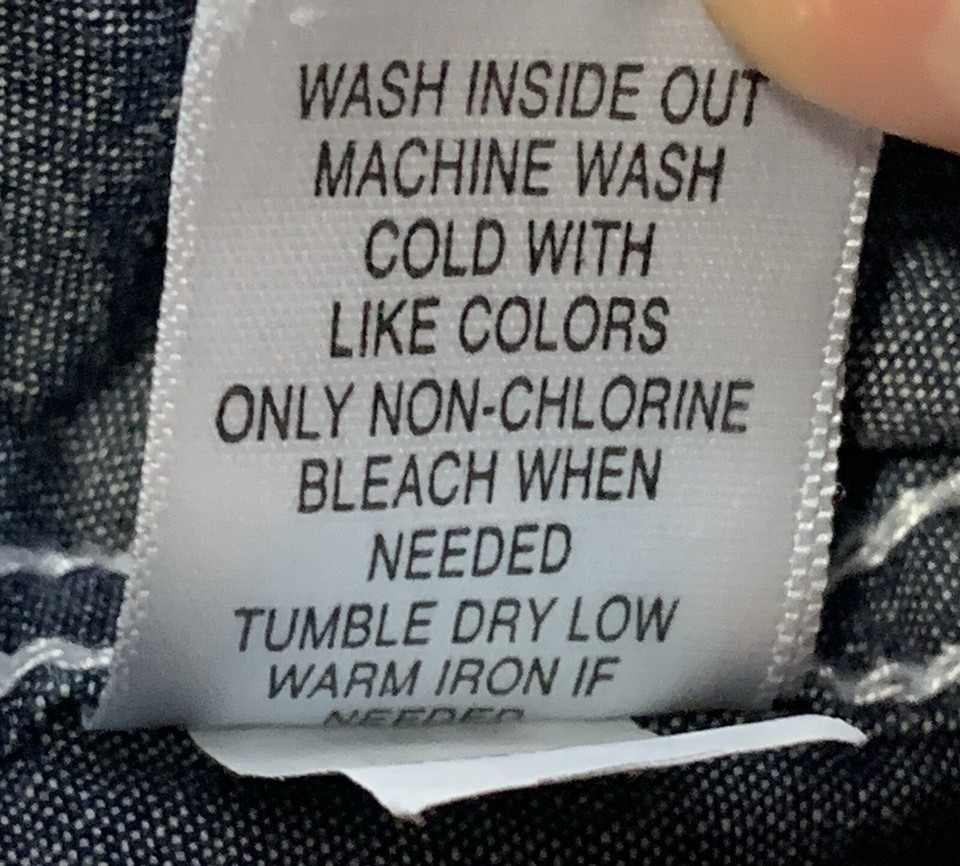 WASH INSIDE OUT
MACHINE WASH
COLD WITH
LIKE COLORS
ONLY NON-CHLORINE
BLEACH WHEN
NEEDED
TUMBLE DRY LOW
WARM IRON IF
NEEDED